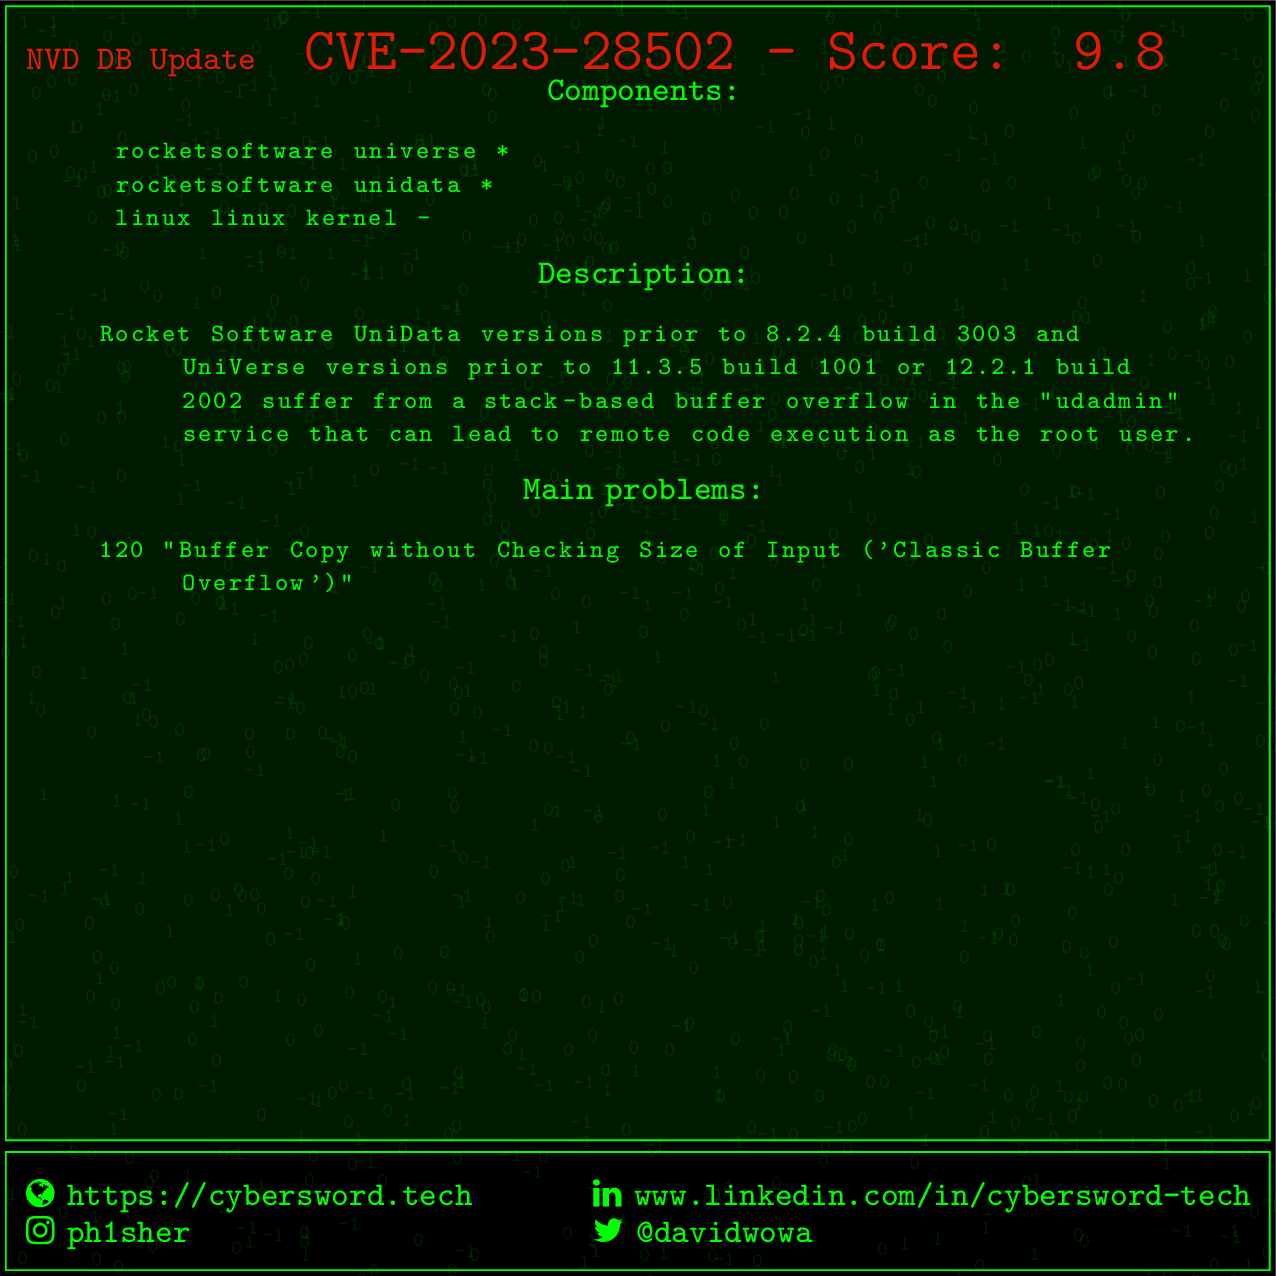 NVD DB Update CVE-2023-28502 - Score: 9.8
Components:
rocketsoftware universe *
rocketsoftware unidata *
linux linux kernel -
Description:
Rocket Software UniData versions prior to 8.2.4 build 3003 and
UniVerse versions prior to 11.3.5 build 1001 or 12.2.1 build
2002 suffer from a stack-based buffer overflow in the "udadmin"
service that can lead to remote code execution as the root user.
Main problems:
120 "Buffer Copy without Checking Size of Input ('Classic Buffer
Overflow')"
https://cybersword.tech www.linkedin.com/in/cybersword-tech
ph1sher @davidwowa